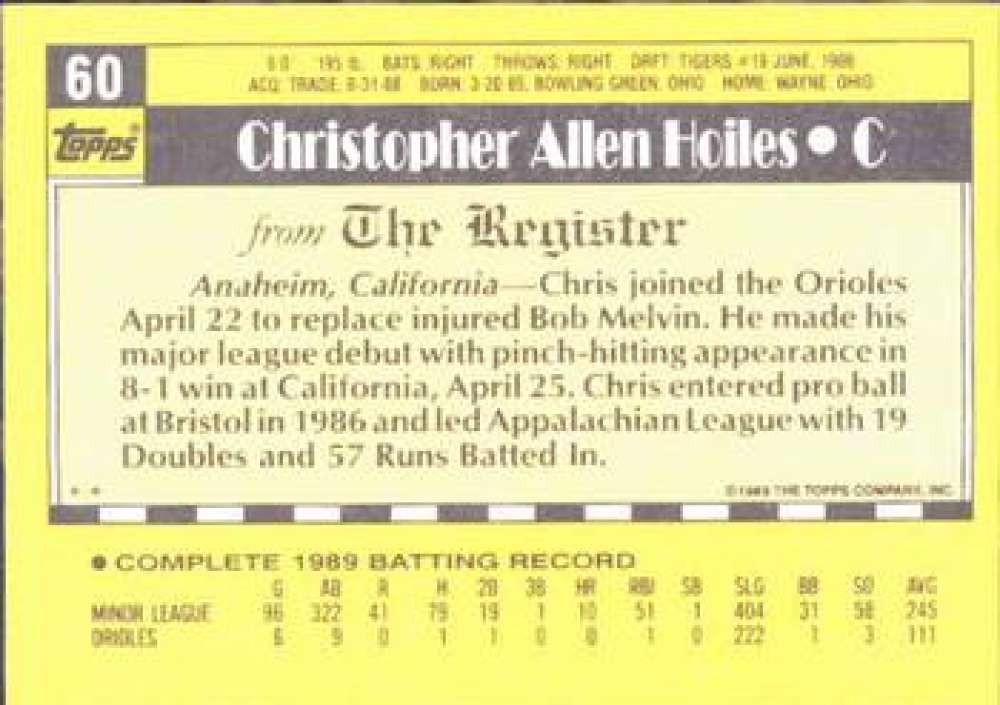 60
6'0" 195 lb. BATS: RIGHT THROWS: RIGHT DRFT: TIGERS #19 JUNE, 1986
ACQ: TRADE, 8-31-88 BORN: 3-20-65, BOWLING GREEN, OHIO HOME: WAYNE, OHIO
Topps®
Christopher Allen Hoiles • C
from The Register
Anaheim, California—Chris joined the Orioles
April 22 to replace injured Bob Melvin. He made his
major league debut with pinch-hitting appearance in
8-1 win at California, April 25. Chris entered pro ball
at Bristol in 1986 and led Appalachian League with 19
Doubles and 57 Runs Batted In.
* * © 1989 THE TOPPS COMPANY, INC.
• COMPLETE 1989 BATTING RECORD
G AB R H 2B 3B HR RBI SB SLG BB SO AVG
MINOR LEAGUE 96 322 41 79 19 1 10 51 1 404 31 58 245
ORIOLES 6 9 0 1 1 0 0 1 0 222 1 3 111